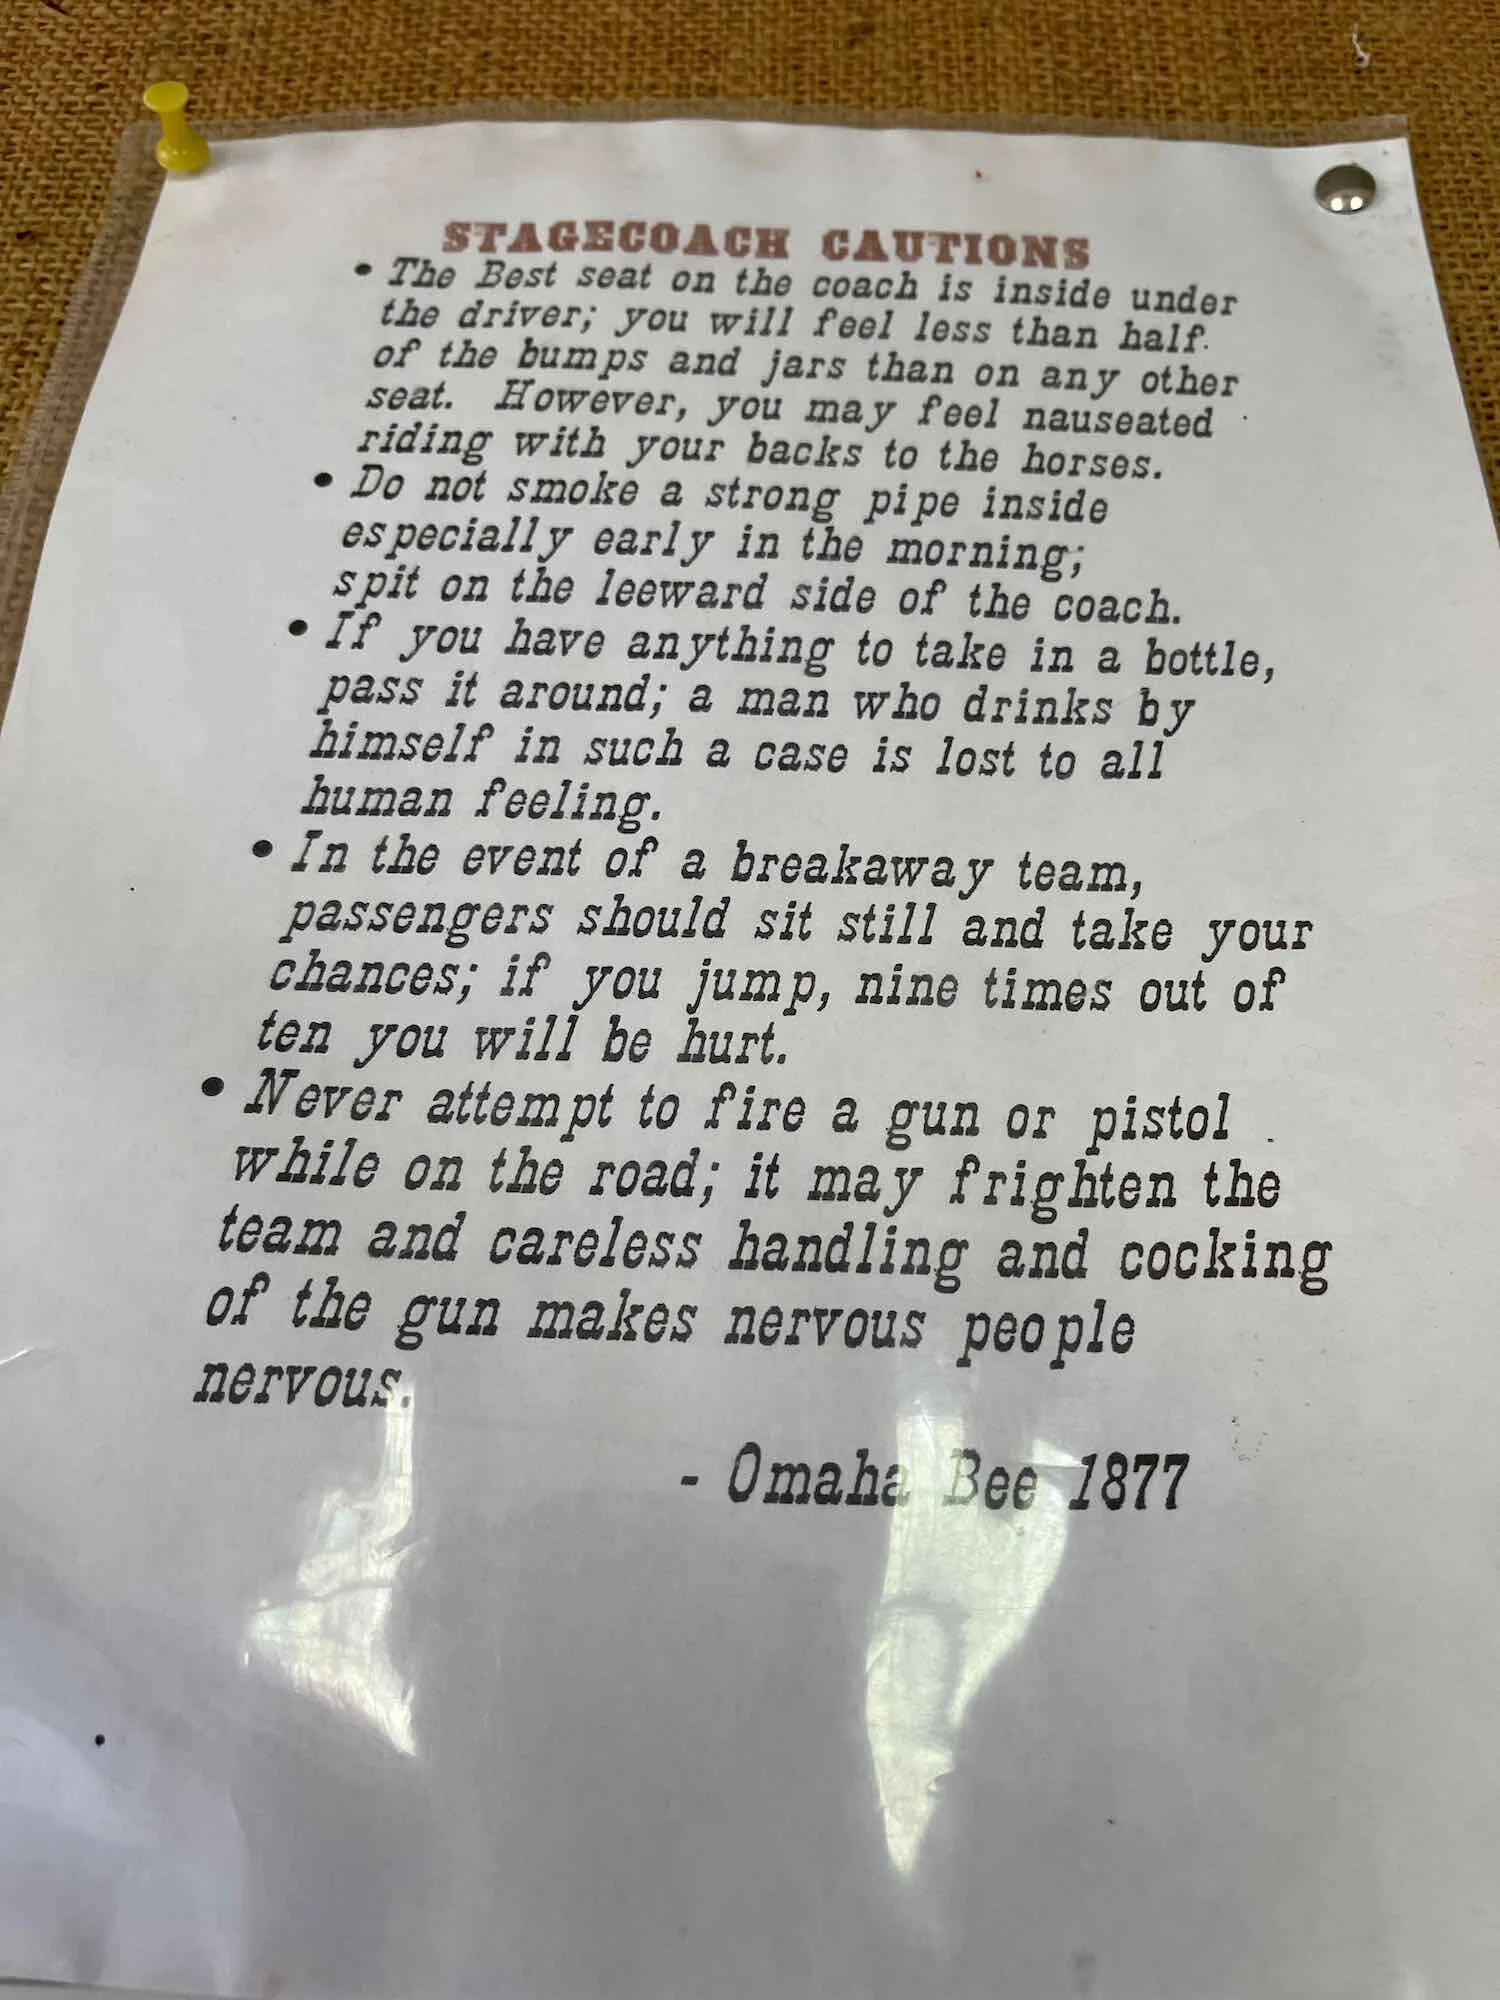 STAGECOACH CAUTIONS
• The Best seat on the coach is inside under
the driver; you will feel less than half
of the bumps and jars than on any other
seat. However, you may feel nauseated
riding with your backs to the horses.
• Do not smoke a strong pipe inside
especially early in the morning;
spit on the leeward side of the coach.
• If you have anything to take in a bottle,
pass it around; a man who drinks by
himself in such a case is lost to all
human feeling.
• In the event of a breakaway team,
passengers should sit still and take your
chances; if you jump, nine times out of
ten you will be hurt.
• Never attempt to fire a gun or pistol
while on the road; it may frighten the
team and careless handling and cocking
of the gun makes nervous people
nervous.
- Omaha Bee 1877